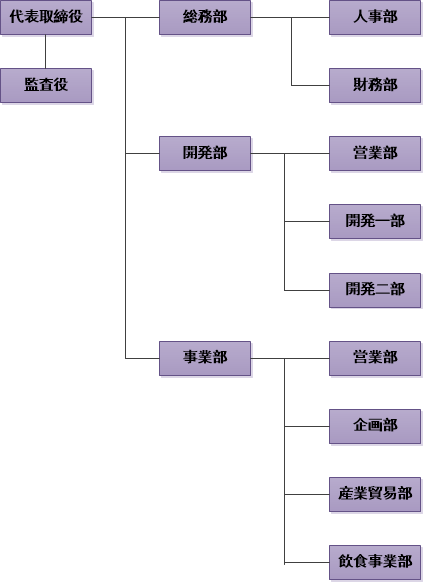 代表取締役
総務部
人事部
監査役
財務部
開発部
営業部
開発一部
開発二部
事業部
営業部
企画部
産業貿易部
飲食事業部